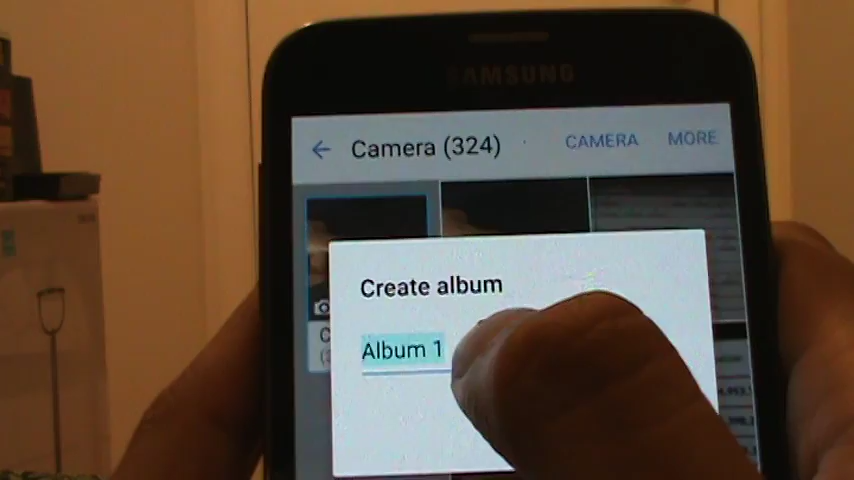 SAMSUNG
Camera (324)
CAMERA
MORE
Create album
Album 1